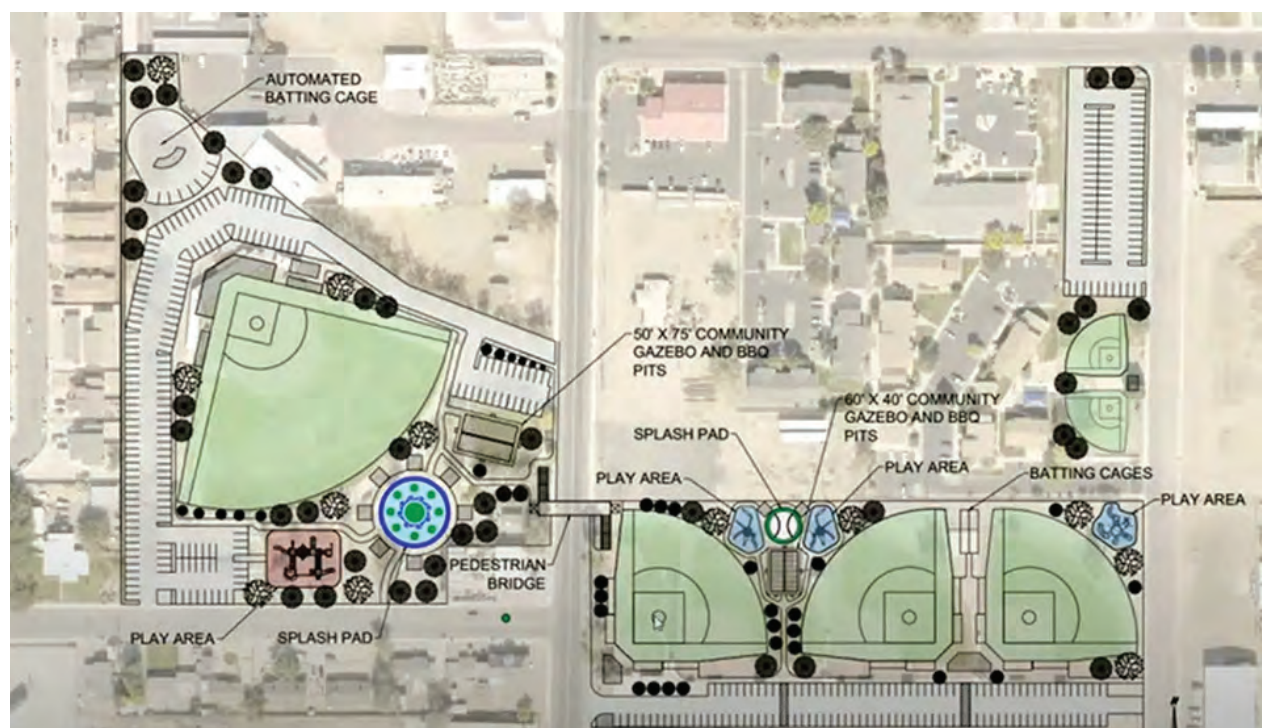 AUTOMATED
BATTING CAGE
50' X 75' COMMUNITY
GAZEBO AND BBQ
PITS
60' X 40' COMMUNITY
GAZEBO AND BBQ
PITS
SPLASH PAD
PLAY AREA
PLAY AREA
BATTING CAGES
PLAY AREA
PEDESTRIAN
BRIDGE
PLAY AREA
SPLASH PAD